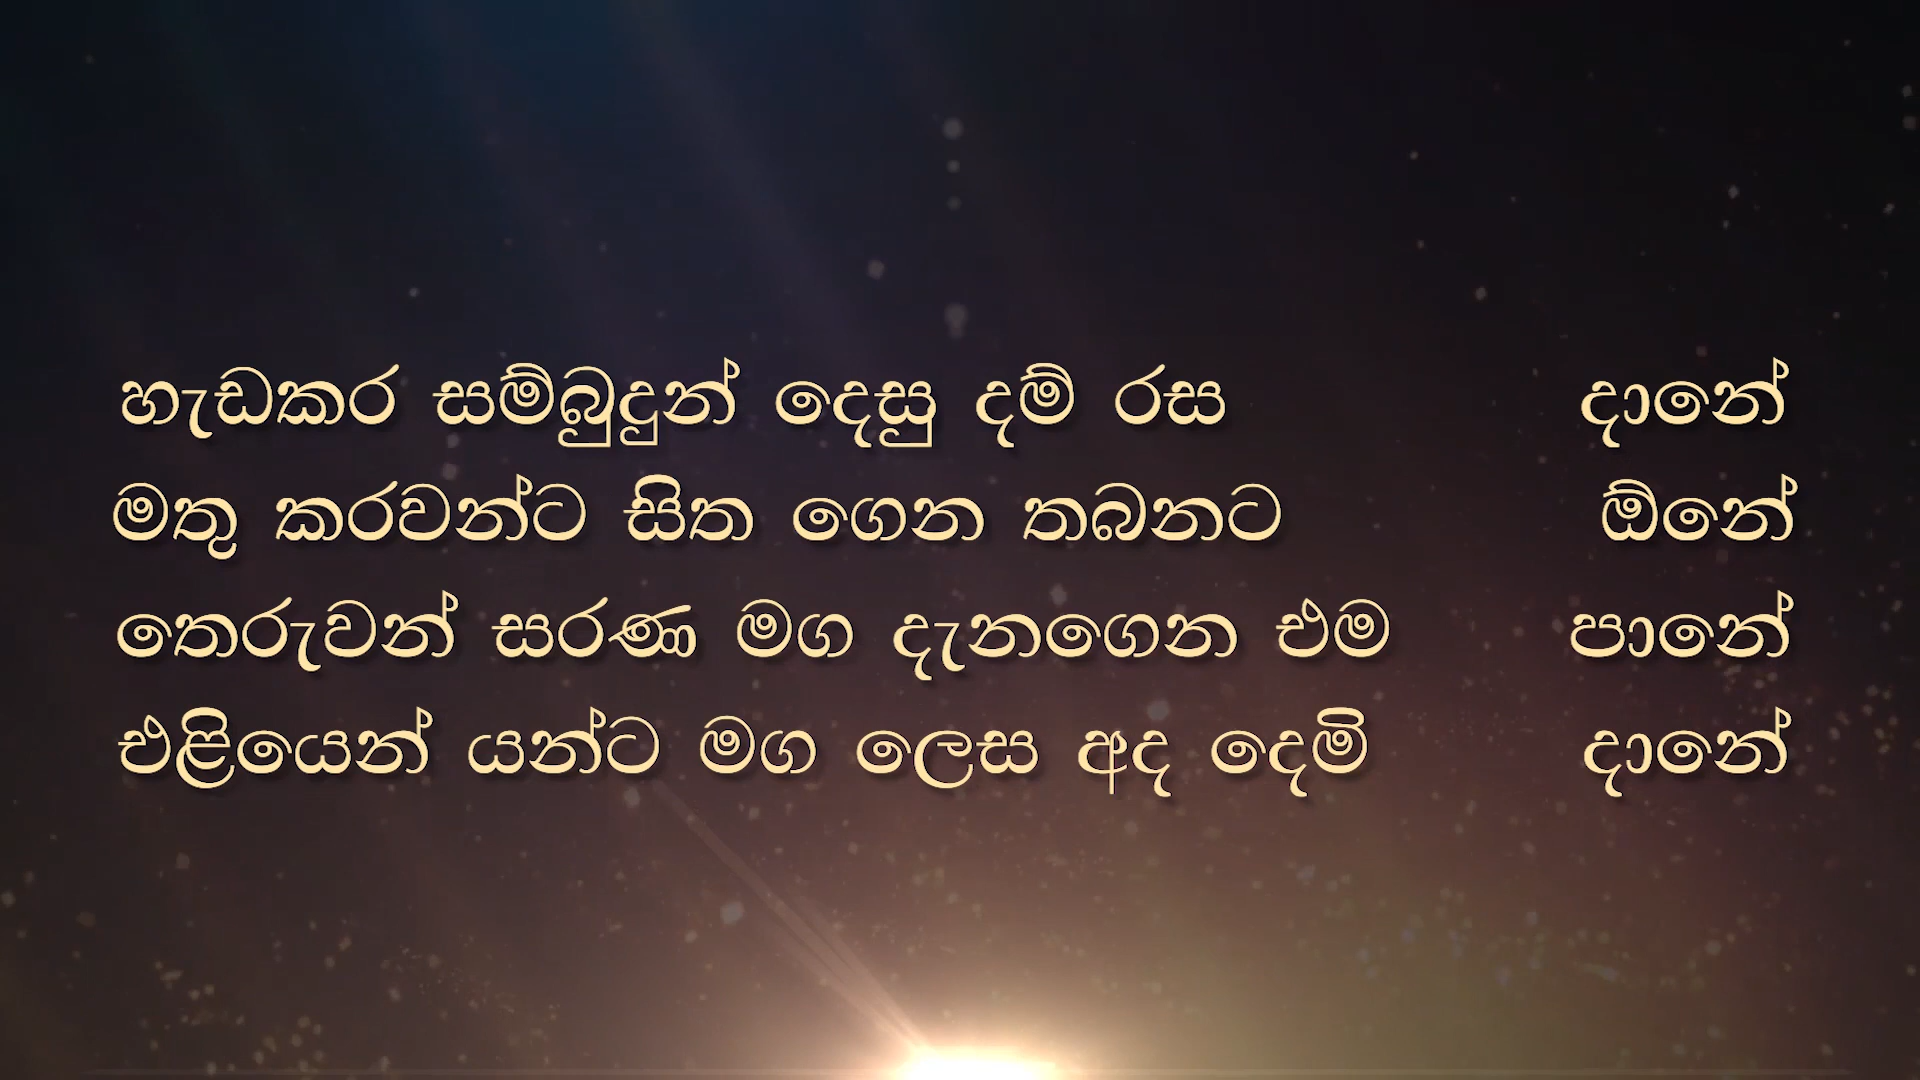 හැඩකර සම්බුදුන් දෙසු දම් රස දානේ
මතු කරවන්ට සිත ගෙන තබනට ඕනේ
තෙරුවන් සරණ මග දැනගෙන එම පානේ
එළියෙන් යන්ට මග ලෙස අද දෙමි දානේ